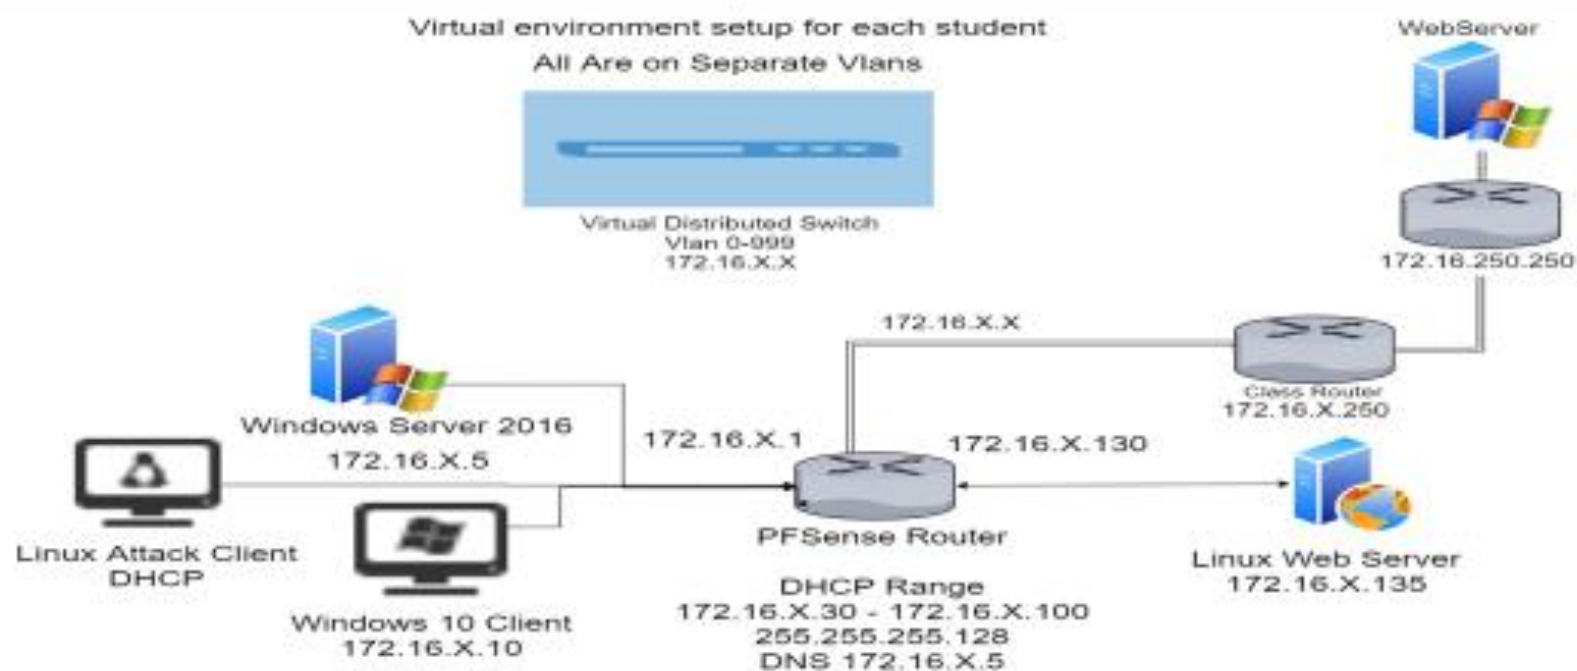 Virtual environment setup for each student
All Are on Separate Vlans
WebServer
Virtual Distributed Switch
Vlan 0-999
172.16.X.X
172.16.250.250
172.16.X.X
Class Router
172.16.X.250
Windows Server 2016
172.16.X.5
172.16.X.1
172.16.X.130
Linux Attack Client
DHCP
Windows 10 Client
172.16.X.10
PFSense Router
DHCP Range
172.16.X.30 - 172.16.X.100
255.255.255.128
DNS 172.16.X.5
Linux Web Server
172.16.X.135